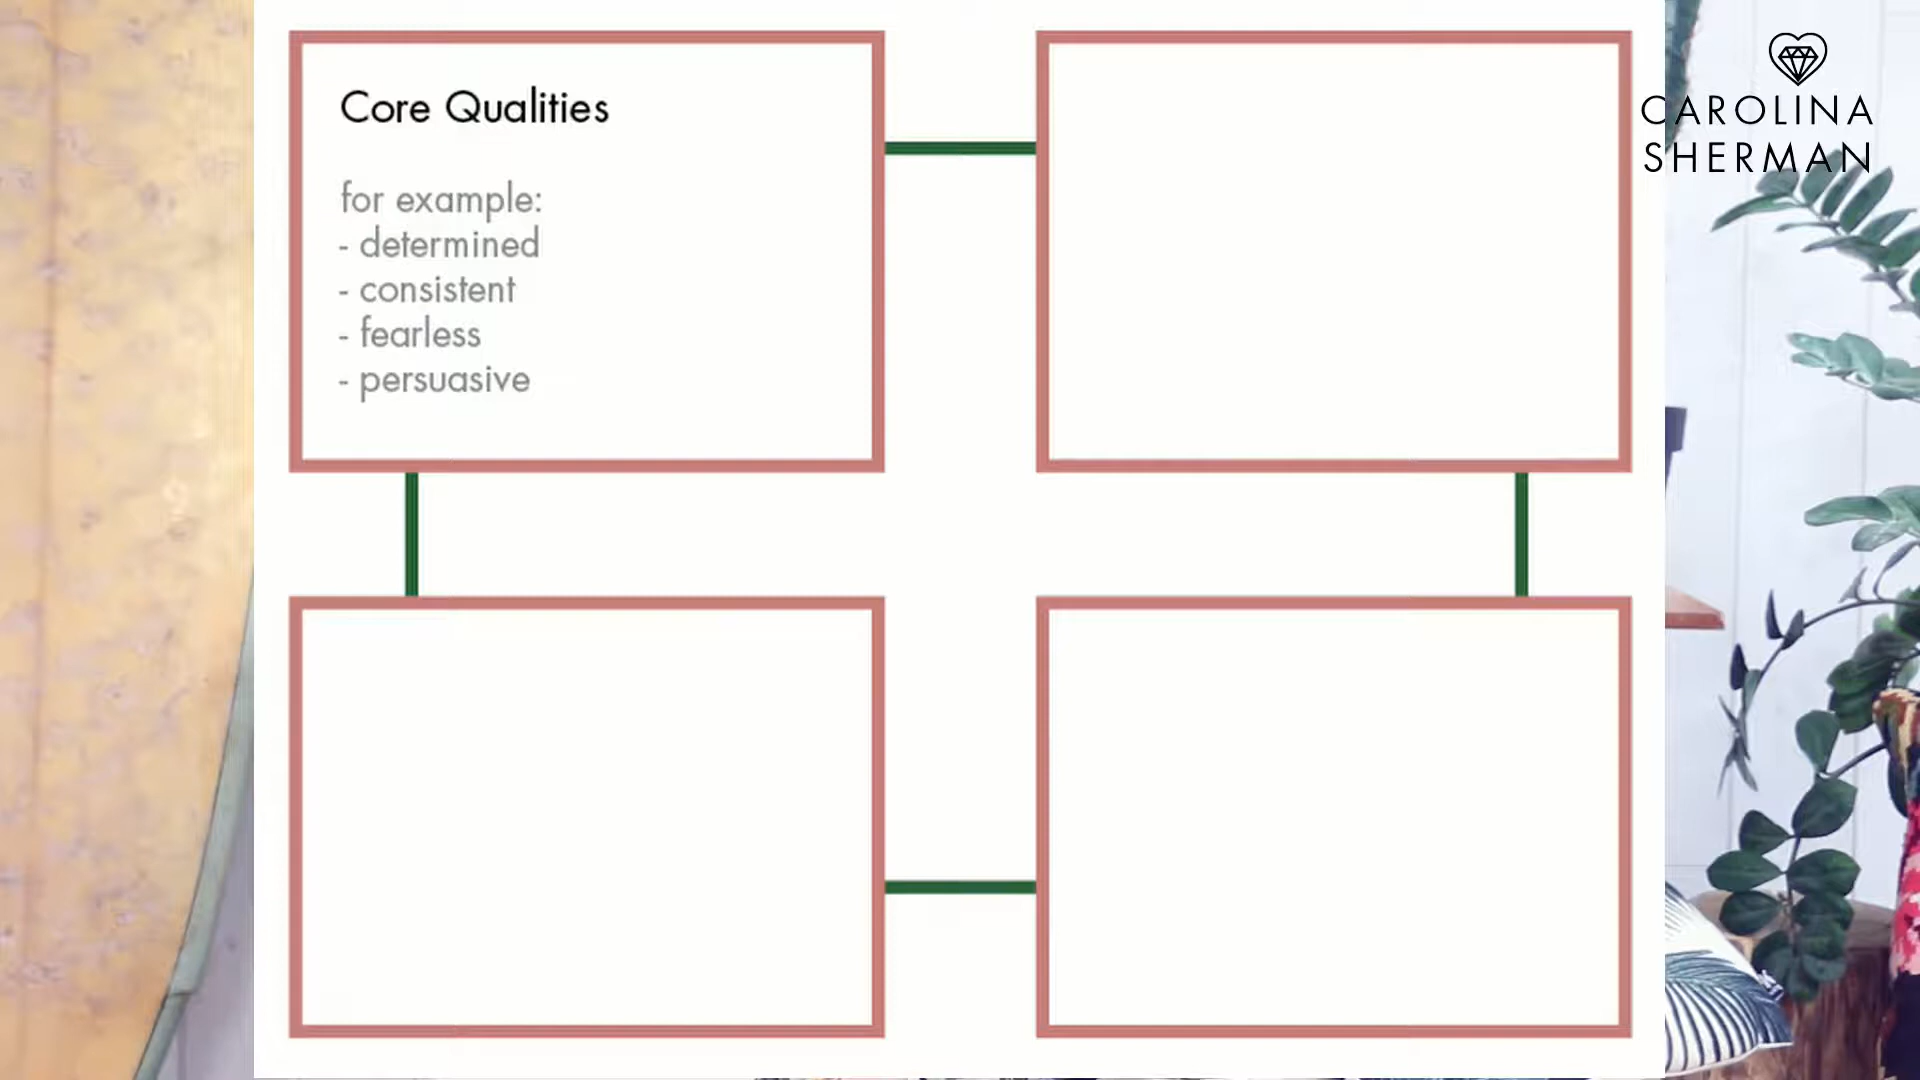 Core Qualities
for example:
- determined
- consistent
- fearless
- persuasive
CAROLINA
SHERMAN